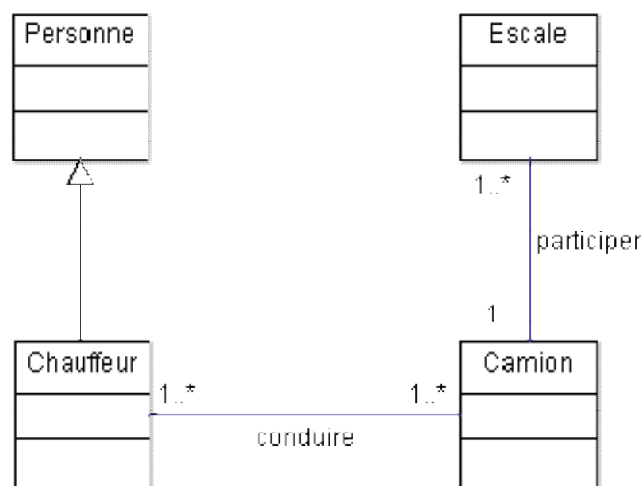 Personne
Escale
1..*
participer
1
Chauffeur
Camion
1..*
1..*
conduire